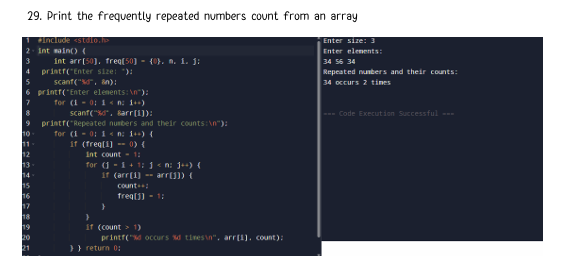 29. Print the frequently repeated numbers count from an array
1 #include <stdio.h>
2 int main() {
3 int arr[50], freq[50] = {0}, n, i, j;
4 printf("Enter size: ");
5 scanf("%d", &n);
6 printf("Enter elements:\n");
7 for (i = 0; i < n; i++)
8 scanf("%d", &arr[i]);
9 printf("Repeated numbers and their counts:\n");
10 for (i = 0; i < n; i++) {
11 if (freq[i] == 0) {
12 int count = 1;
13 for (j = i + 1; j < n; j++) {
14 if (arr[i] == arr[j]) {
15 count++;
16 freq[j] = 1;
17 }
18 }
19 if (count > 1)
20 printf("%d occurs %d times\n", arr[i], count);
21 } } return 0;
Enter size: 3
Enter elements:
34 56 34
Repeated numbers and their counts:
34 occurs 2 times
=== Code Execution Successful ===